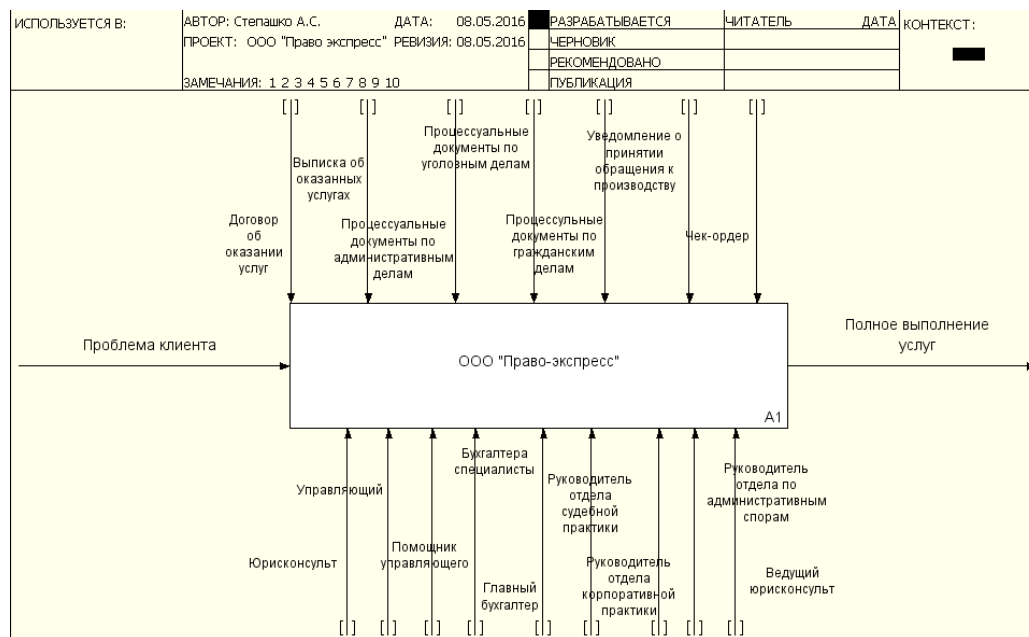 ИСПОЛЬЗУЕТСЯ В:
АВТОР: Степашко А.С. ДАТА: 08.05.2016
РАЗРАБАТЫВАЕТСЯ
ЧИТАТЕЛЬ ДАТА
КОНТЕКСТ:
ПРОЕКТ: ООО "Право экспресс" РЕВИЗИЯ: 08.05.2016
ЧЕРНОВИК
РЕКОМЕНДОВАНО
ЗАМЕЧАНИЯ: 1 2 3 4 5 6 7 8 9 10
ПУБЛИКАЦИЯ
Договор
об
оказании
услуг
Выписка об
оказанных
услугах
Процессуальные
документы по
административным
делам
Процессуальные
документы по
уголовным делам
Процессульные
документы по
гражданским
делам
Уведомление о
принятии
обращения к
производству
Чек-ордер
Проблема клиента
ООО "Право-экспресс"
A1
Полное выполнение
услуг
Юрисконсульт
Управляющий
Помощник
управляющего
Бухгалтера
специалисты
Главный
бухгалтер
Руководитель
отдела
судебной
практики
Руководитель
отдела
корпоративной
практики
Руководитель
отдела по
административным
спорам
Ведущий
юрисконсульт